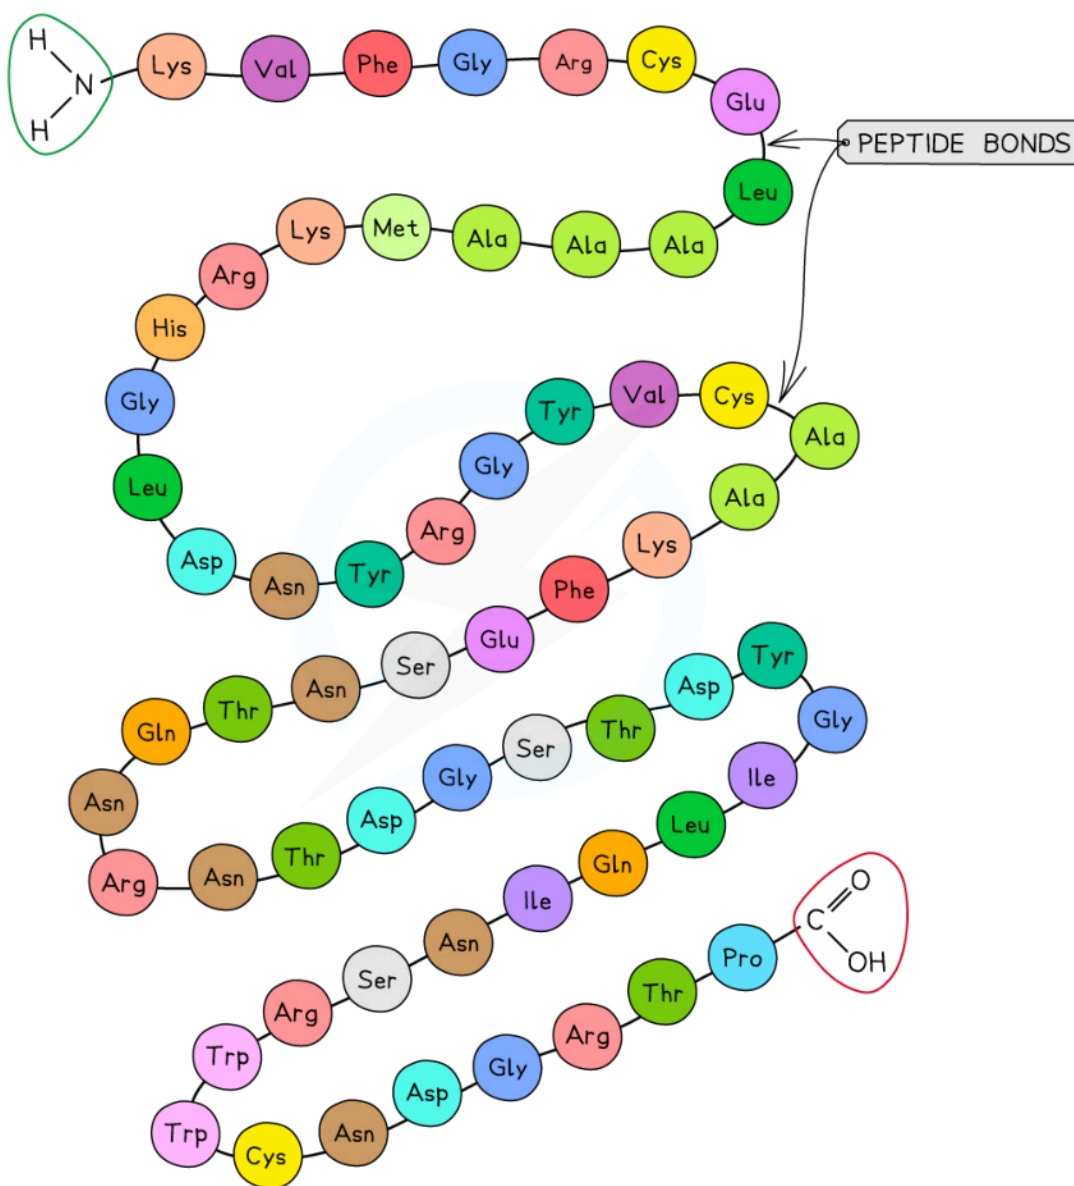 H
N
H
Lys Val Phe Gly Arg Cys Glu
PEPTIDE BONDS
Leu
Ala Ala Ala Met Lys Arg His Gly Leu Asp Asn Tyr Arg Gly Tyr Val Cys Ala
Ala Lys Phe Glu Ser Asn Thr Gln Asn Arg
Asn Thr Asp Gly Ser Thr Asp Tyr Gly
Ile Leu Gln Ile Asn Ser Arg Trp Trp
Cys Asn Asp Gly Arg Thr Pro
C
O
OH